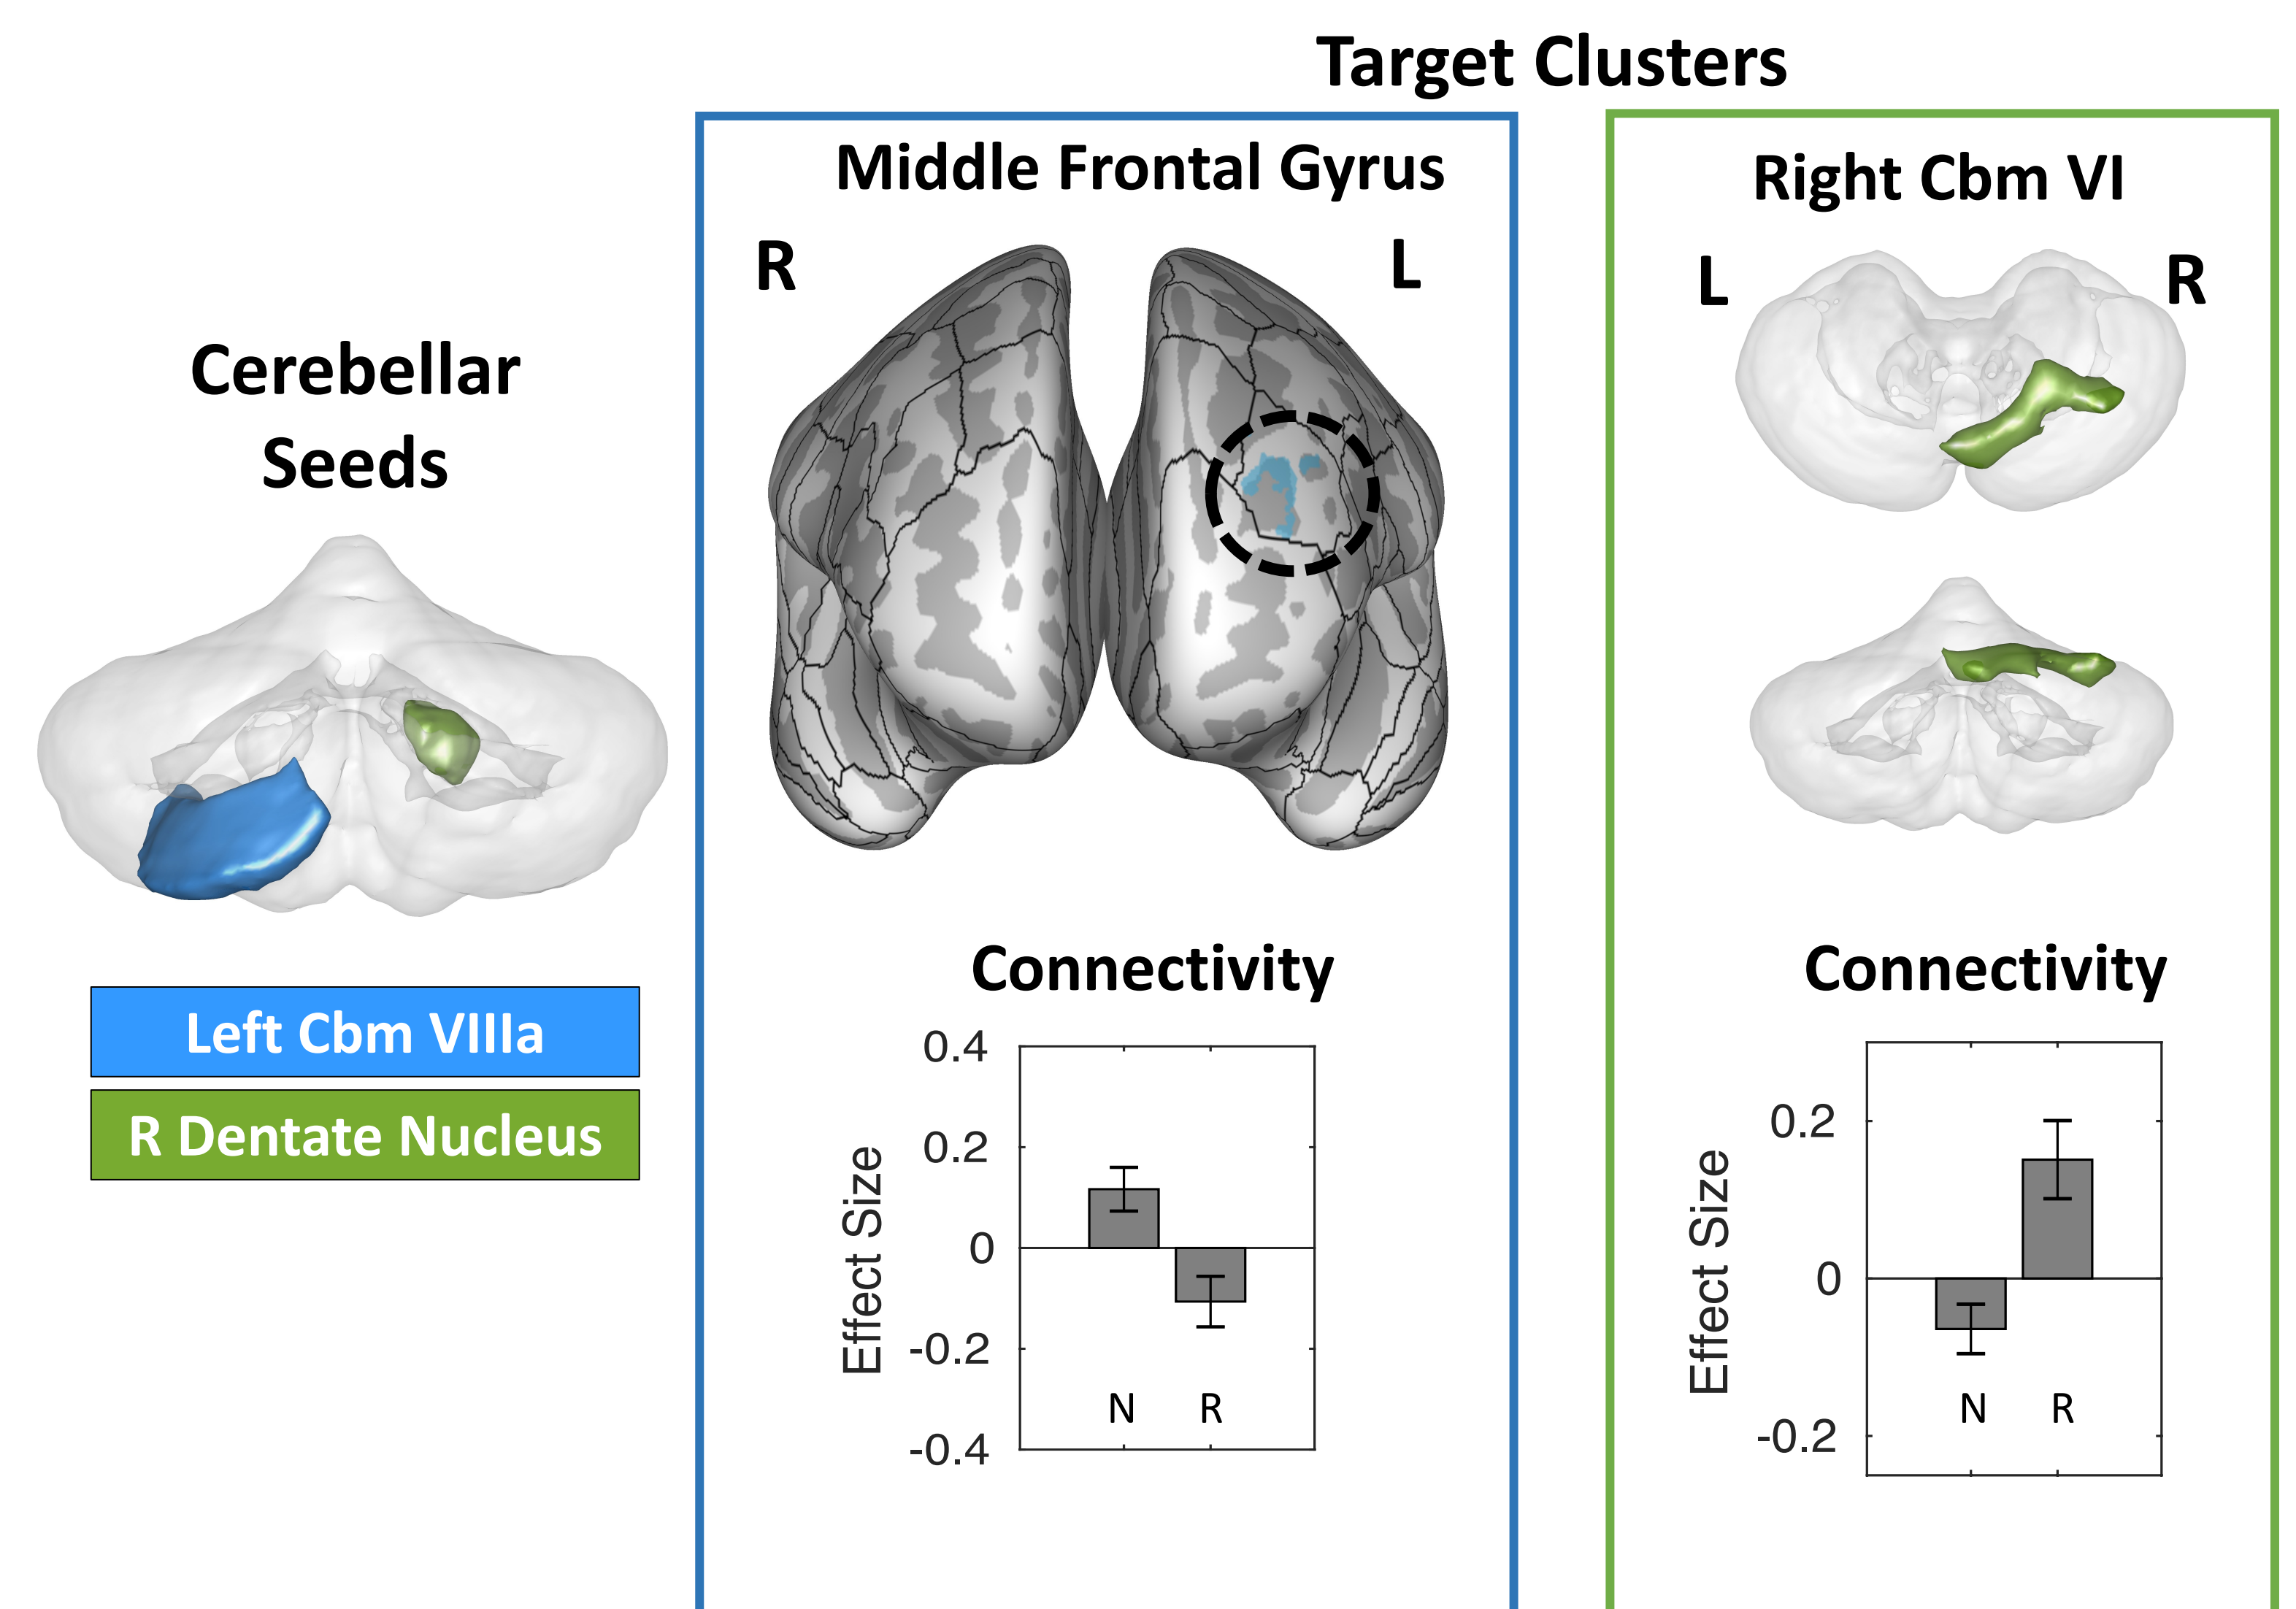 Target Clusters
Cerebellar
Seeds
Left Cbm VIIIa
R Dentate Nucleus
Middle Frontal Gyrus
R
L
Connectivity
0.4
0.2
0
-0.2
-0.4
Effect Size
N R
Right Cbm VI
L
R
Connectivity
0.2
0
-0.2
Effect Size
N R